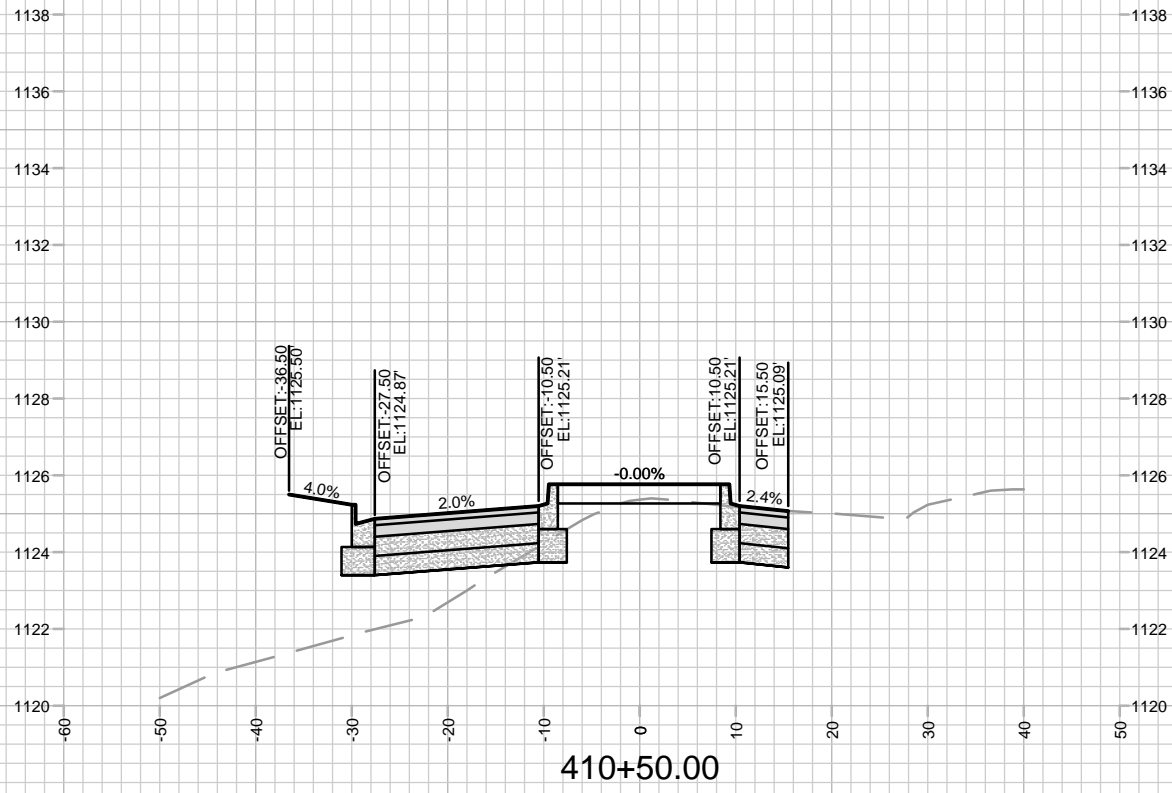 1138 1138
1136 1136
1134 1134
1132 1132
1130 1130
1128 1128
1126 1126
1124 1124
1122 1122
1120 1120
OFFSET:-36.50
EL:1125.50'
OFFSET:-27.50
EL:1124.87'
OFFSET:-10.50
EL:1125.21'
OFFSET:10.50
EL:1125.21'
OFFSET:15.50
EL:1125.09'
4.0%
2.0%
-0.00%
2.4%
-60 -50 -40 -30 -20 -10 0 10 20 30 40 50
410+50.00